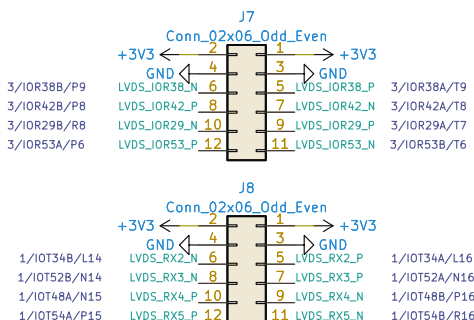 J7
Conn_02x06_Odd_Even
+3V3 2 1 +3V3
GND 4 3 GND
3/IOR38B/P9 LVDS_IOR38_N 6 5 LVDS_IOR38_P 3/IOR38A/T9
3/IOR42B/P8 LVDS_IOR42_P 8 7 LVDS_IOR42_N 3/IOR42A/T8
3/IOR29B/R8 LVDS_IOR29_N 10 9 LVDS_IOR29_P 3/IOR29A/T7
3/IOR53A/P6 LVDS_IOR53_P 12 11 LVDS_IOR53_N 3/IOR53B/T6
J8
Conn_02x06_Odd_Even
+3V3 2 1 +3V3
GND 4 3 GND
1/IOT34B/L14 LVDS_RX2_N 6 5 LVDS_RX2_P 1/IOT34A/L16
1/IOT52B/N14 LVDS_RX3_N 8 7 LVDS_RX3_P 1/IOT52A/N16
1/IOT48A/N15 LVDS_RX4_P 10 9 LVDS_RX4_N 1/IOT48B/P16
1/IOT54A/P15 LVDS_RX5_P 12 11 LVDS_RX5_N 1/IOT54B/R16